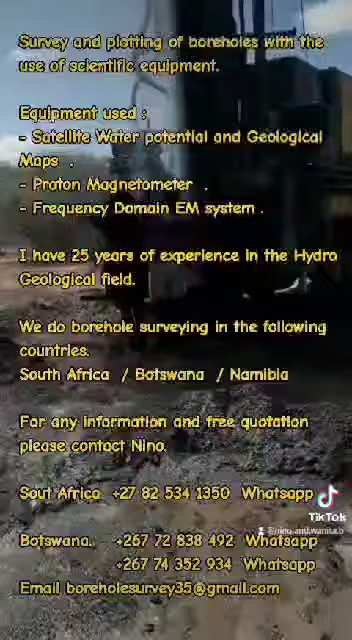 Survey and plotting of boreholes with the
use of scientific equipment.
Equipment used :
- Satellite Water potential and Geological
Maps .
- Proton Magnetometer .
- Frequency Domain EM system .
I have 25 years of experience in the Hydro
Geological field.
We do borehole surveying in the following
countries.
South Africa / Botswana / Namibia
For any information and free quotation
please contact Nino.
Sout Africa +27 82 534 1350 Whatsapp
TikTok
Botswana.. +267 72 838 492 Whatsapp
+267 74 352 934 Whatsapp
Email boreholesurvey35@gmail.com